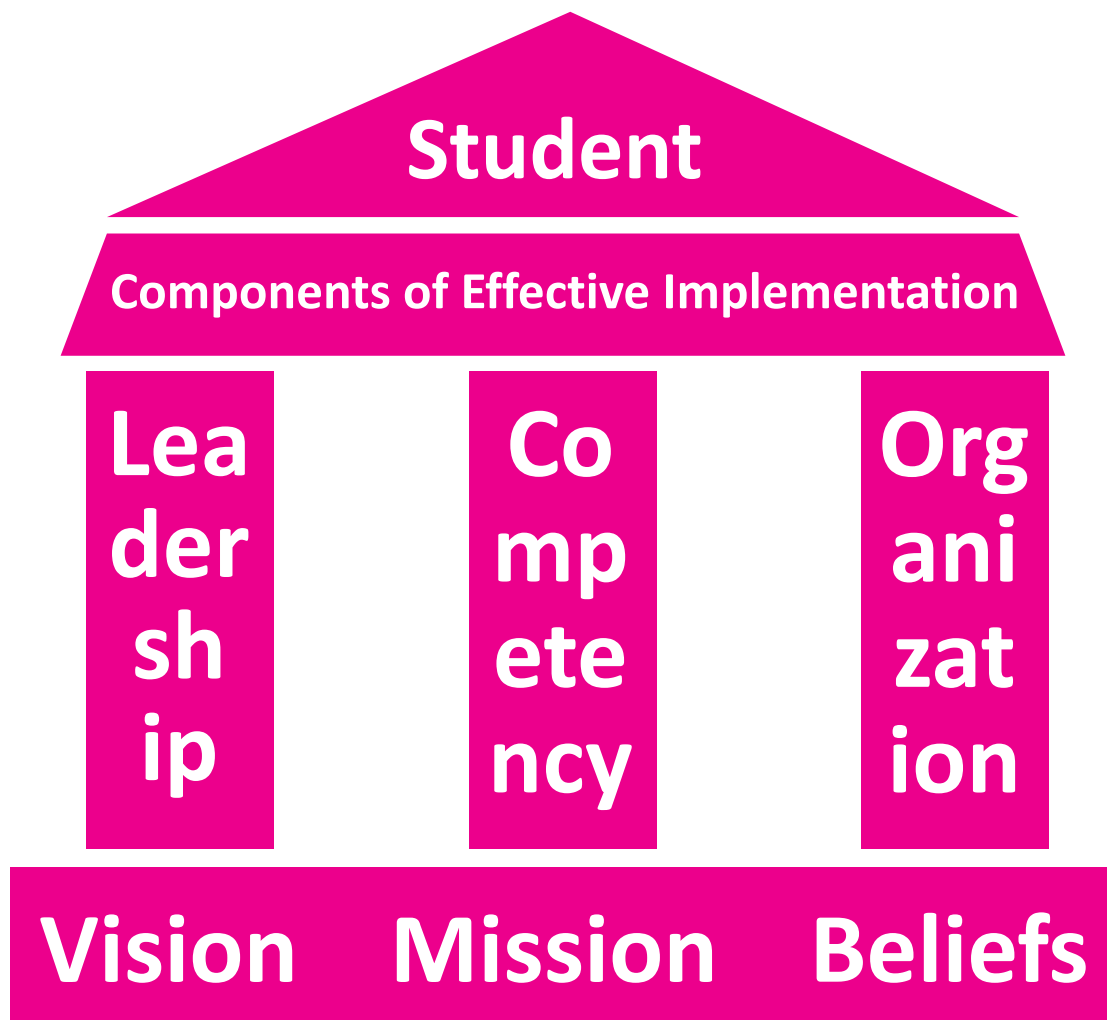 Student
Components of Effective Implementation
Lea
der
sh
ip
Co
mp
ete
ncy
Org
ani
zat
ion
Vision Mission Beliefs